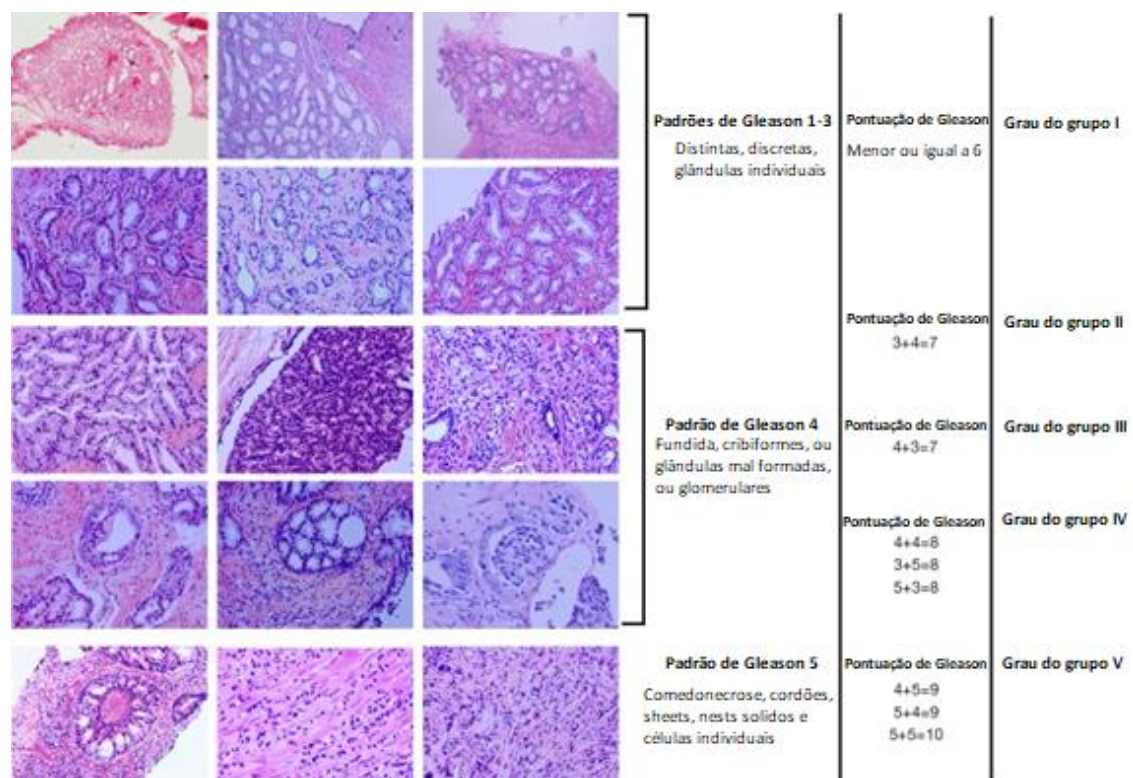 Padrões de Gleason 1-3
Distintas, discretas,
glândulas individuais
Pontuação de Gleason
Menor ou igual a 6
Grau do grupo I
Pontuação de Gleason
3+4=7
Grau do grupo II
Padrão de Gleason 4
Fundida, cribiformes, ou
glândulas mal formadas,
ou glomerulares
Pontuação de Gleason
4+3=7
Grau do grupo III
Pontuação de Gleason
4+4=8
3+5=8
5+3=8
Grau do grupo IV
Padrão de Gleason 5
Comedonecrose, cordões,
sheets, nests solidos e
células individuais
Pontuação de Gleason
4+5=9
5+4=9
5+5=10
Grau do grupo V